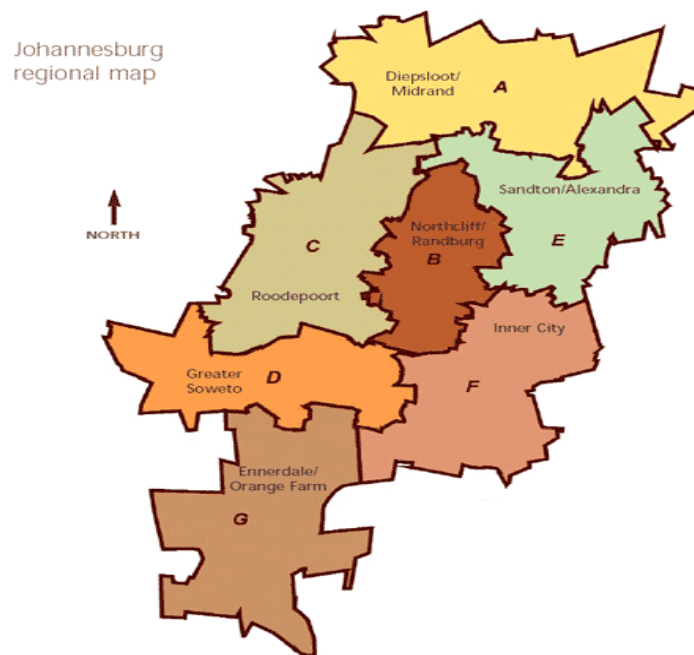 Johannesburg
regional map
Diepsloot/
Midrand
A
Sandton/Alexandra
E
Northcliff/
Randburg
B
C
Roodepoort
NORTH
Inner City
F
Greater
Soweto
D
Ennerdale/
Orange Farm
G